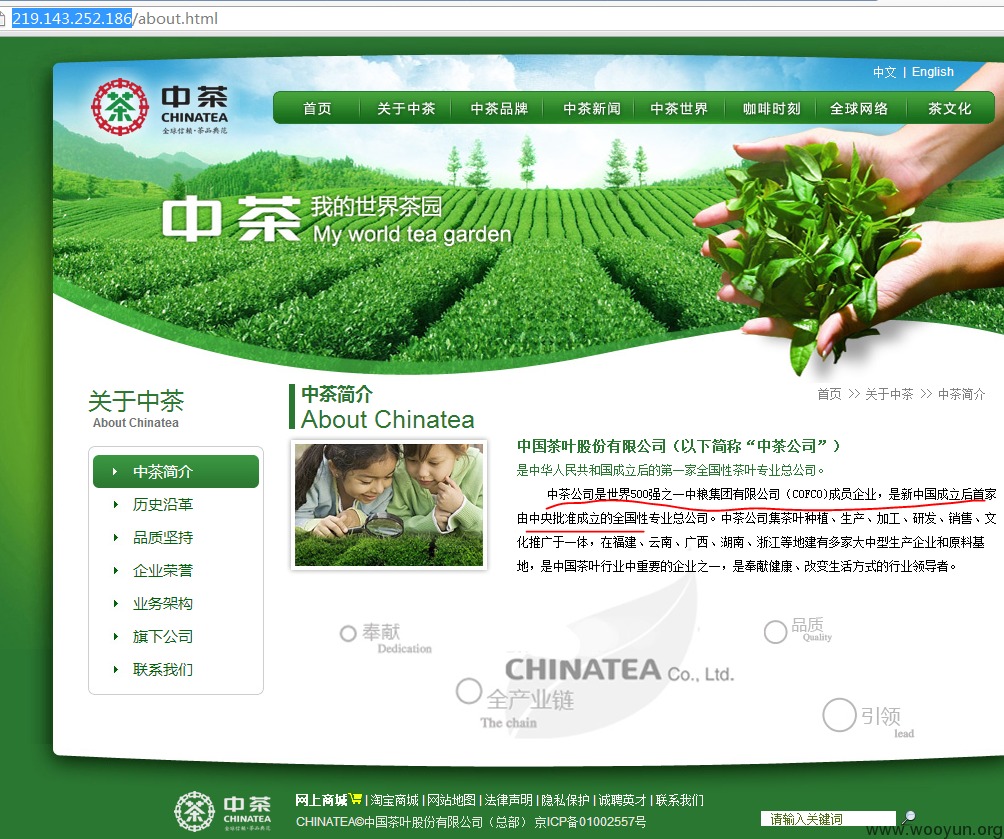 219.143.252.186/about.html
中文 | English
中茶
CHINATEA
全球信赖·茶品典范
首页 关于中茶 中茶品牌 中茶新闻 中茶世界 咖啡时刻 全球网络 茶文化
中茶 我的世界茶园
My world tea garden
关于中茶
About Chinatea
中茶简介
历史沿革
品质坚持
企业荣誉
业务架构
旗下公司
联系我们
中茶简介
About Chinatea
首页 >> 关于中茶 >> 中茶简介
中国茶叶股份有限公司（以下简称“中茶公司”）
是中华人民共和国成立后的第一家全国性茶叶专业总公司。
中茶公司是世界500强之一中粮集团有限公司（COFCO)成员企业，是新中国成立后首家
由中央批准成立的全国性专业总公司。中茶公司集茶叶种植、生产、加工、研发、销售、文
化推广于一体，在福建、云南、广西、湖南、浙江等地建有多家大中型生产企业和原料基
地，是中国茶叶行业中重要的企业之一，是奉献健康、改变生活方式的行业领导者。
奉献
Dedication
品质
Quality
CHINATEA Co., Ltd.
全产业链
The chain
引领
lead
中茶
CHINATEA
全球信赖·茶品典范
网上商城 | 淘宝商城 | 网站地图 | 法律声明 | 隐私保护 | 诚聘英才 | 联系我们
CHINATEA©中国茶叶股份有限公司（总部） 京ICP备01002557号
请输入关键词
www.wooyun.org